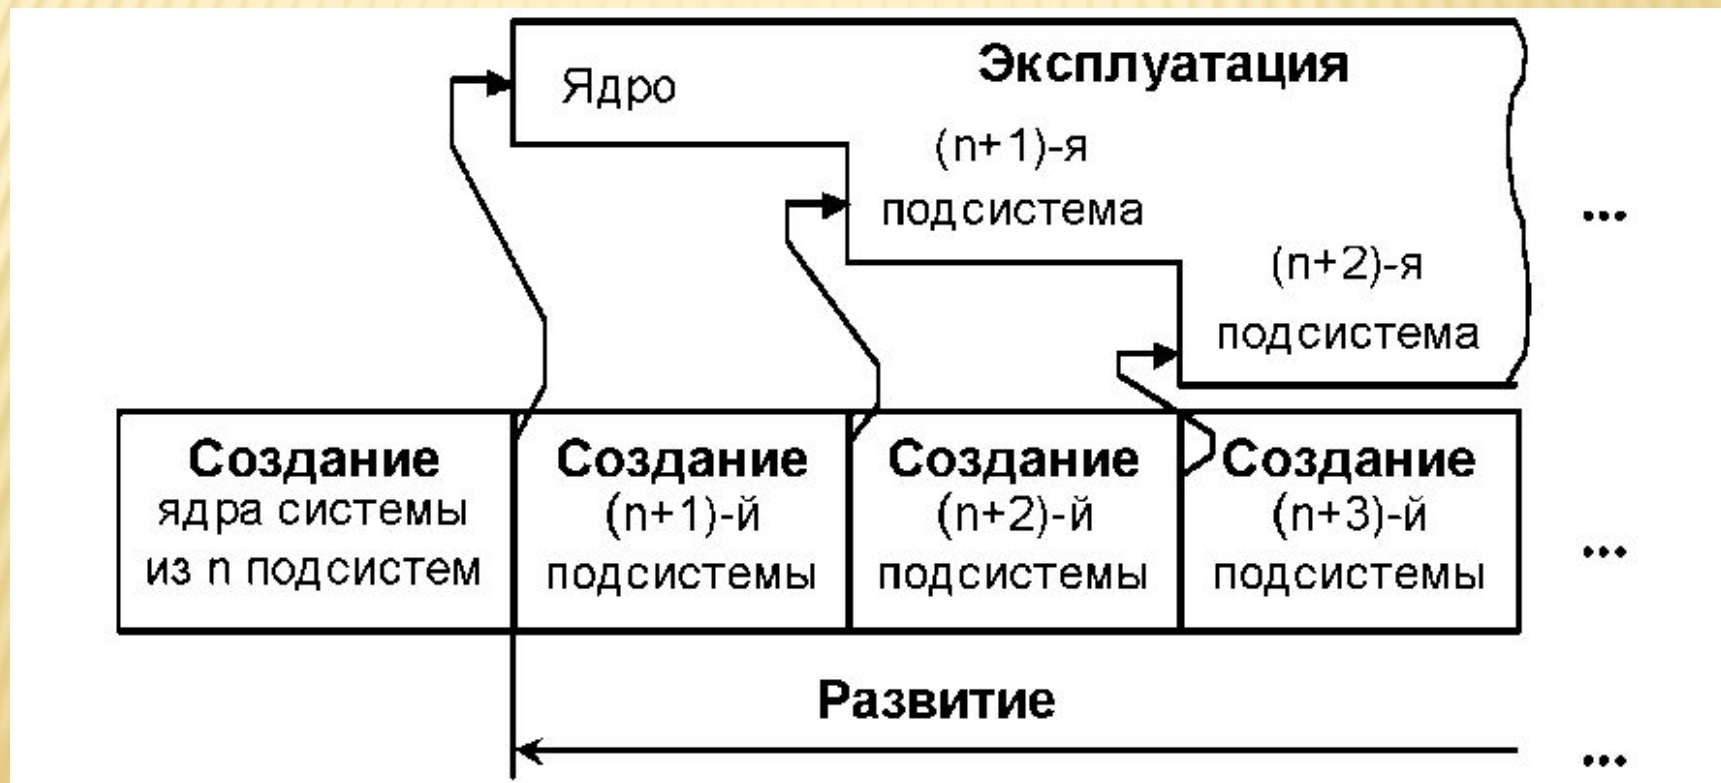 Эксплуатация
Ядро
(n+1)-я
подсистема
...
(n+2)-я
подсистема
Создание
ядра системы
из n подсистем
Создание
(n+1)-й
подсистемы
Создание
(n+2)-й
подсистемы
Создание
(n+3)-й
подсистемы
...
Развитие
...